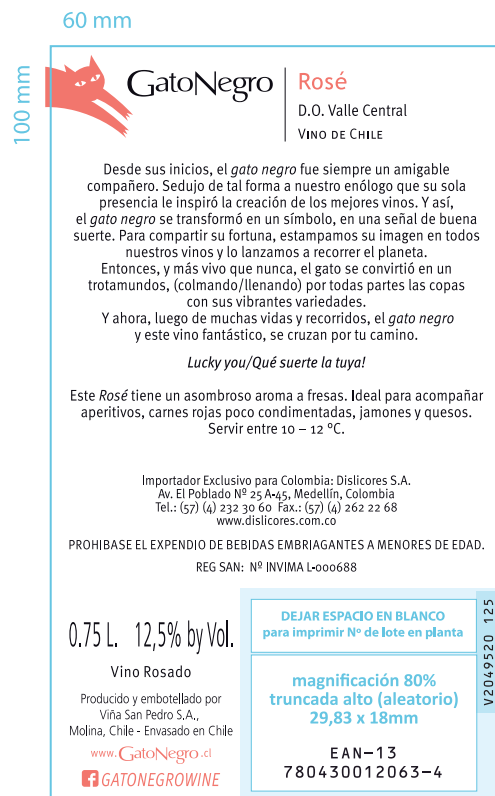 60 mm
100 mm
GatoNegro
Rosé
D.O. Valle Central
VINO DE CHILE
Desde sus inicios, el gato negro fue siempre un amigable
compañero. Sedujo de tal forma a nuestro enólogo que su sola
presencia le inspiró la creación de los mejores vinos. Y así,
el gato negro se transformó en un símbolo, en una señal de buena
suerte. Para compartir su fortuna, estampamos su imagen en todos
nuestros vinos y lo lanzamos a recorrer el planeta.
Entonces, y más vivo que nunca, el gato se convirtió en un
trotamundos, (colmando/llenando) por todas partes las copas
con sus vibrantes variedades.
Y ahora, luego de muchas vidas y recorridos, el gato negro
y este vino fantástico, se cruzan por tu camino.
Lucky you/Qué suerte la tuya!
Este Rosé tiene un asombroso aroma a fresas. Ideal para acompañar
aperitivos, carnes rojas poco condimentadas, jamones y quesos.
Servir entre 10 – 12 ºC.
Importador Exclusivo para Colombia: Dislicores S.A.
Av. El Poblado Nº 25 A-45, Medellín, Colombia
Tel.: (57) (4) 232 30 60 Fax.: (57) (4) 262 22 68
www.dislicores.com.co
PROHIBASE EL EXPENDIO DE BEBIDAS EMBRIAGANTES A MENORES DE EDAD.
REG SAN: Nº INVIMA L-000688
0.75 L. 12,5% by Vol.
Vino Rosado
Producido y embotellado por
Viña San Pedro S.A.,
Molina, Chile - Envasado en Chile
www.GatoNegro.cl
f GATONEGROWINE
DEJAR ESPACIO EN BLANCO
para imprimir Nº de lote en planta
V2049520 125
magnificación 80%
truncada alto (aleatorio)
29,83 x 18mm
EAN-13
780430012063-4